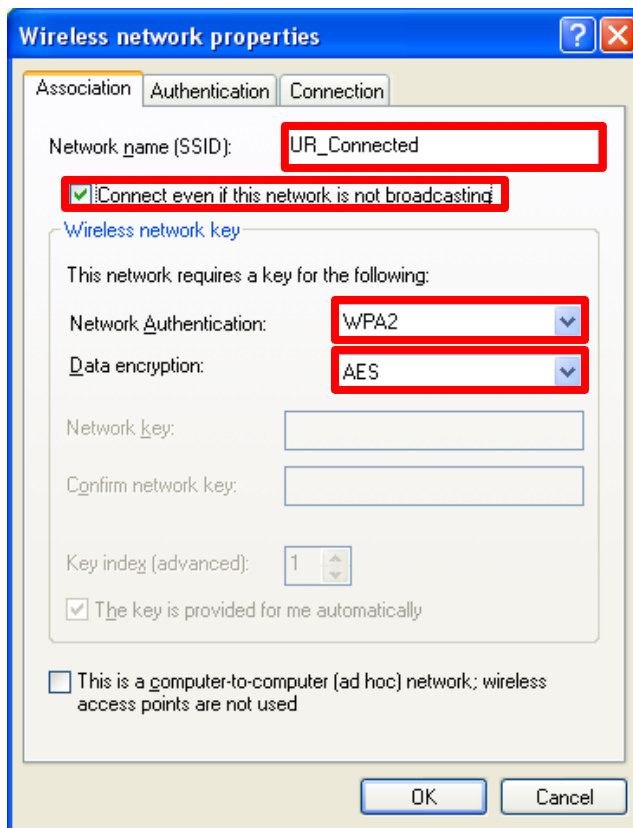 Wireless network properties
Association Authentication Connection
Network name (SSID): UR_Connected
Connect even if this network is not broadcasting
Wireless network key
This network requires a key for the following:
Network Authentication: WPA2
Data encryption: AES
Network key:
Confirm network key:
Key index (advanced): 1
The key is provided for me automatically
This is a computer-to-computer (ad hoc) network; wireless
access points are not used
OK Cancel